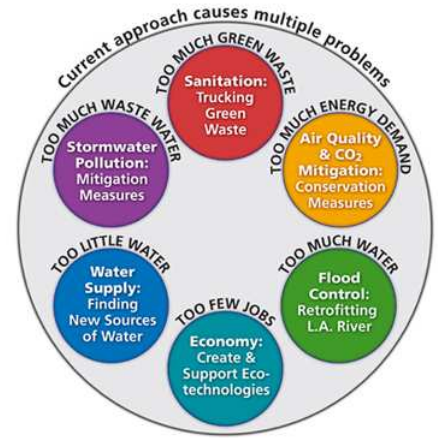 Current approach causes multiple problems
TOO MUCH GREEN WASTE
Sanitation:
Trucking
Green
Waste
TOO MUCH ENERGY DEMAND
Air Quality
& CO₂
Mitigation:
Conservation
Measures
TOO MUCH WATER
Flood
Control:
Retrofitting
L.A. River
TOO FEW JOBS
Economy:
Create &
Support Eco-
technologies
TOO LITTLE WATER
Water
Supply:
Finding
New Sources
of Water
TOO MUCH WASTE WATER
Stormwater
Pollution:
Mitigation
Measures